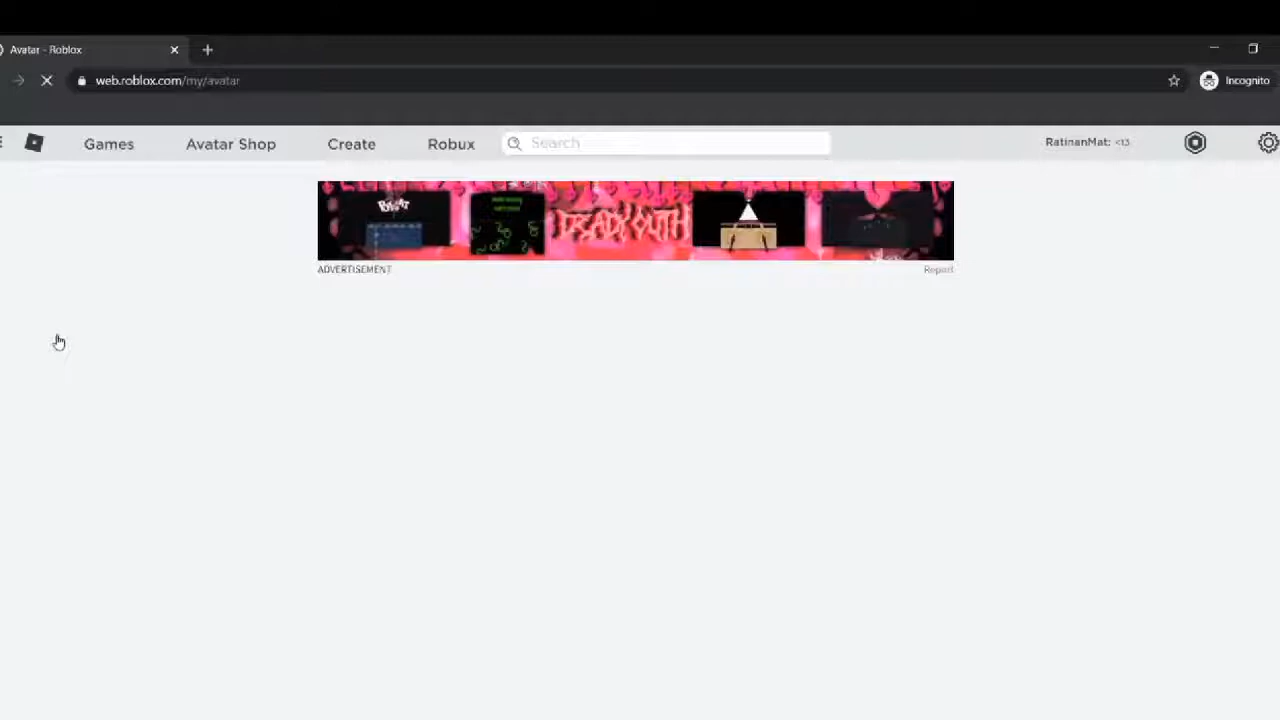 Avatar - Roblox
web.roblox.com/my/avatar
Incognito
Games
Avatar Shop
Create
Robux
Search
RatinanMat: <13
ADVERTISEMENT
Report